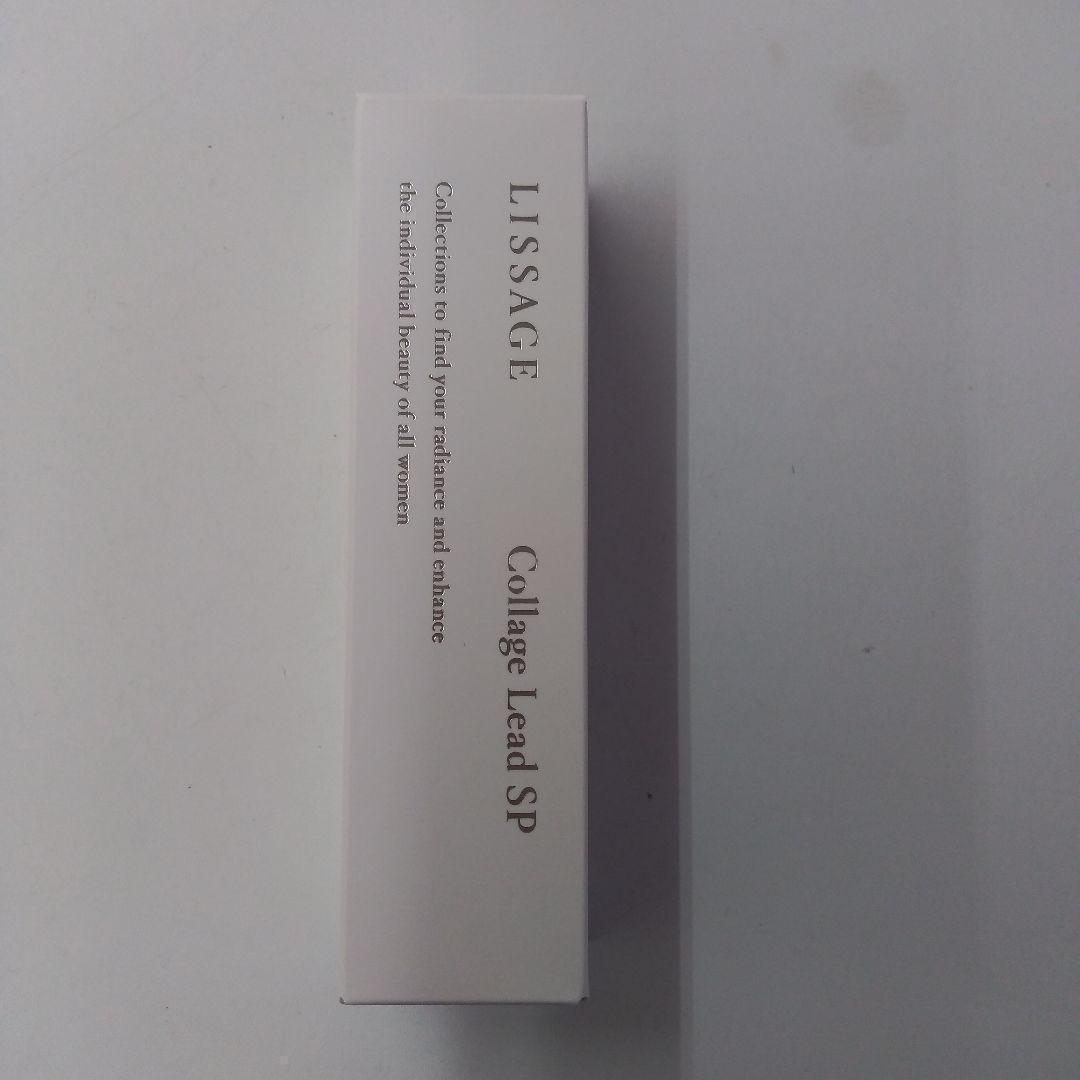 LISSAGE Collage Lead SP
Collections to find your radiance and enhance
the individual beauty of all women